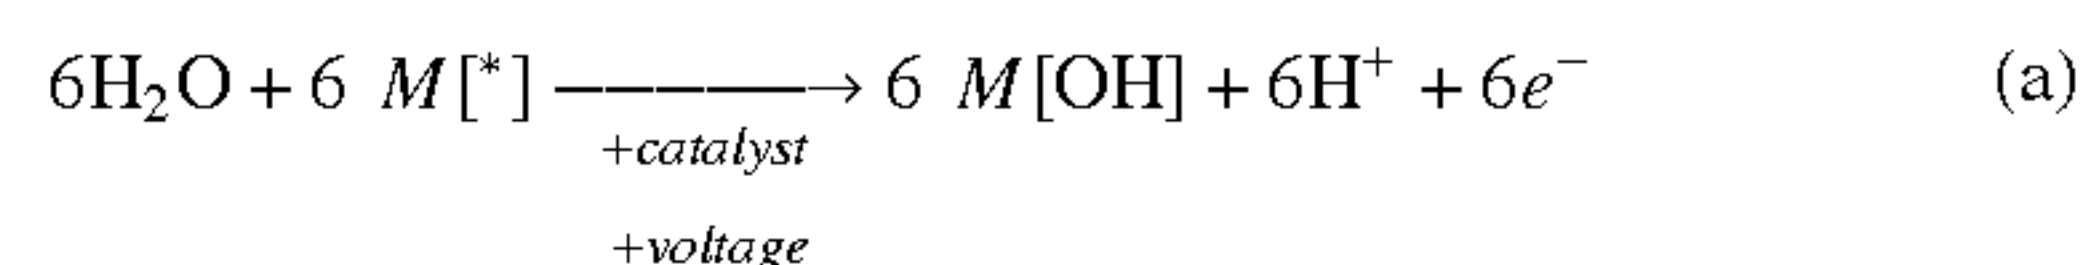 6H₂O + 6 M[*] ———→ 6 M[OH] + 6H⁺ + 6e⁻ (a)
+catalyst
+voltage